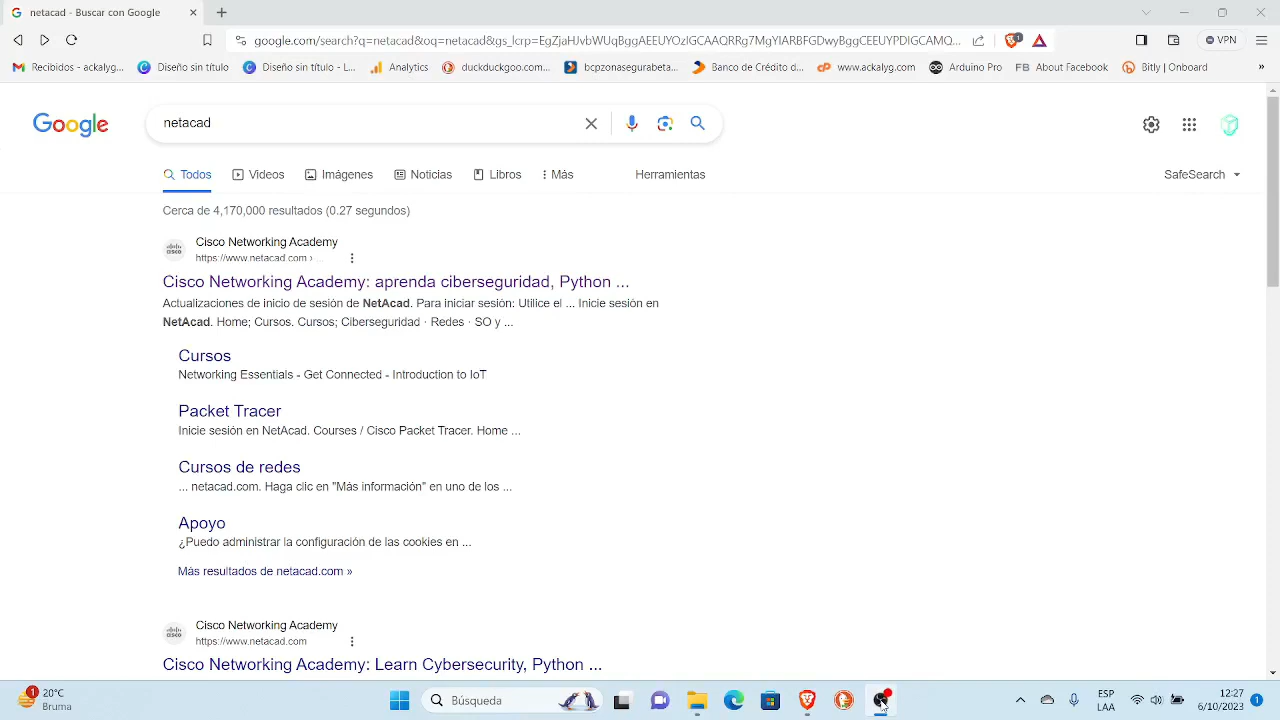 netacad - Buscar con Google
google.com/search?q=netacad&oq=netacad&gs_lcrp=EgZjaHJvbWUqBggAEEUYOzIGCAAQRRg7MgYIARBFGDwyBggCEEUYPDIGCAMQ...
1
VPN
Recibidos - ackalyg...
Diseño sin título
Diseño sin título - L...
Analytics
duckduckgoo.com...
bcpzonasegurabeta...
Banco de Crédito d...
www.ackalyg.com
Arduino Pro
FB About Facebook
Bitly | Onboard
»
Google
netacad
Todos
Videos
Imágenes
Noticias
Libros
Más
Herramientas
SafeSearch
Cerca de 4,170,000 resultados (0.27 segundos)
Cisco Networking Academy
https://www.netacad.com › ...
Cisco Networking Academy: aprenda ciberseguridad, Python ...
Actualizaciones de inicio de sesión de NetAcad. Para iniciar sesión: Utilice el ... Inicie sesión en
NetAcad. Home; Cursos. Cursos; Ciberseguridad · Redes · SO y ...
Cursos
Networking Essentials - Get Connected - Introduction to IoT
Packet Tracer
Inicie sesión en NetAcad. Courses / Cisco Packet Tracer. Home ...
Cursos de redes
... netacad.com. Haga clic en "Más información" en uno de los ...
Apoyo
¿Puedo administrar la configuración de las cookies en ...
Más resultados de netacad.com »
Cisco Networking Academy
https://www.netacad.com
Cisco Networking Academy: Learn Cybersecurity, Python ...
1
20°C
Bruma
Búsqueda
ESP
LAA
12:27
6/10/2023
1